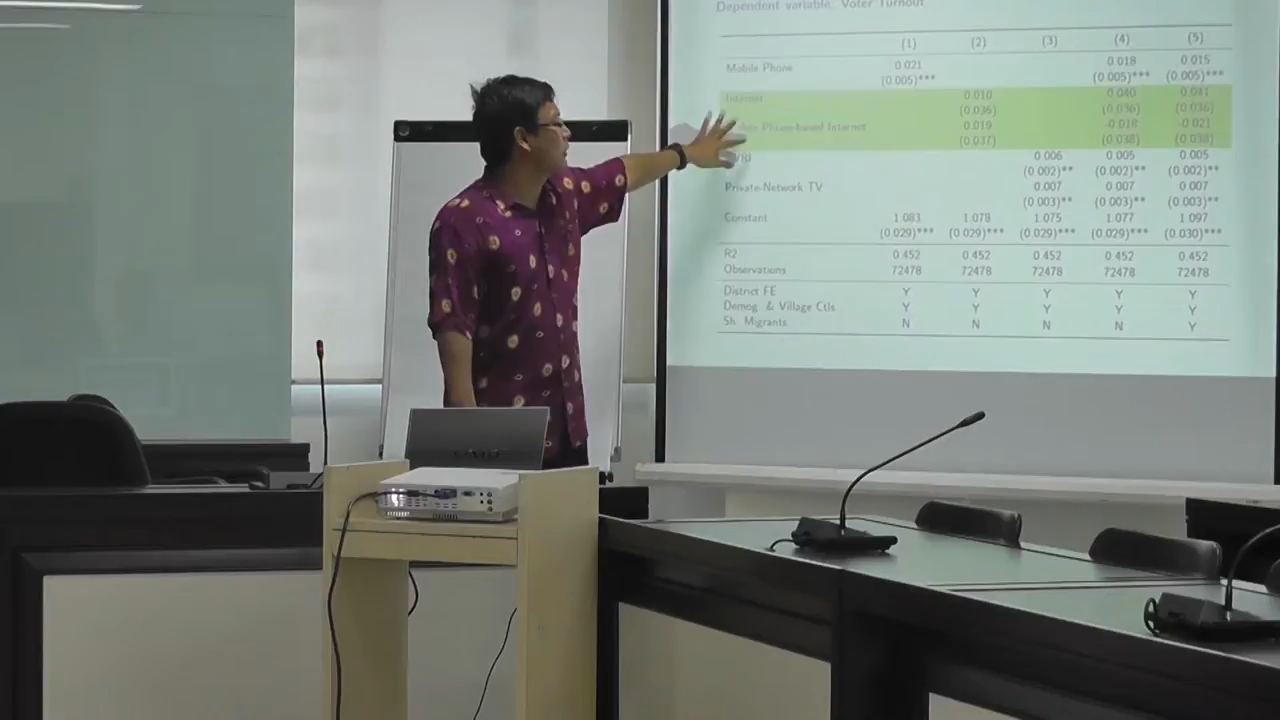 Dependent variable: Voter Turnout
(1) (2) (3) (4) (5)
Mobile Phone 0.021 0.018 0.015
(0.005)*** (0.005)*** (0.005)***
Internet 0.010 0.040 0.041
(0.036) (0.036) (0.036)
Phone-based Internet 0.019 -0.018 -0.021
(0.037) (0.038) (0.038)
0.006 0.005 0.005
(0.002)** (0.002)** (0.002)**
Private-Network TV 0.007 0.007 0.007
(0.003)** (0.003)** (0.003)**
Constant 1.083 1.078 1.075 1.077 1.097
(0.029)*** (0.029)*** (0.029)*** (0.029)*** (0.030)***
R2 0.452 0.452 0.452 0.452 0.452
Observations 72478 72478 72478 72478 72478
District FE Y Y Y Y Y
Demog. & Village Ctls Y Y Y Y Y
Sh. Migrants N N N N Y
VAIO